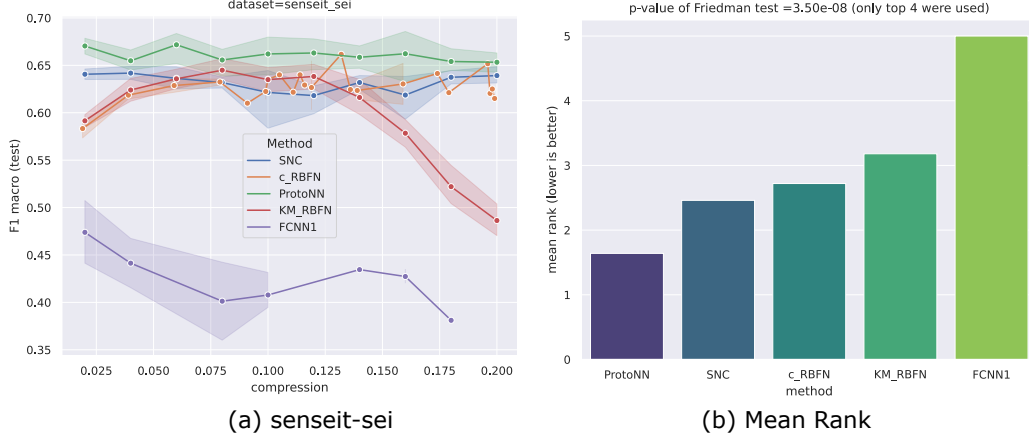 dataset=senseit_sei
0.70
0.65
0.60
0.55
0.50
0.45
0.40
0.35
F1 macro (test)
Method
SNC
c_RBFN
ProtoNN
KM_RBFN
FCNN1
0.025 0.050 0.075 0.100 0.125 0.150 0.175 0.200
compression
(a) senseit-sei
p-value of Friedman test =3.50e-08 (only top 4 were used)
5
4
3
2
1
0
mean rank (lower is better)
ProtoNN SNC c_RBFN KM_RBFN FCNN1
method
(b) Mean Rank